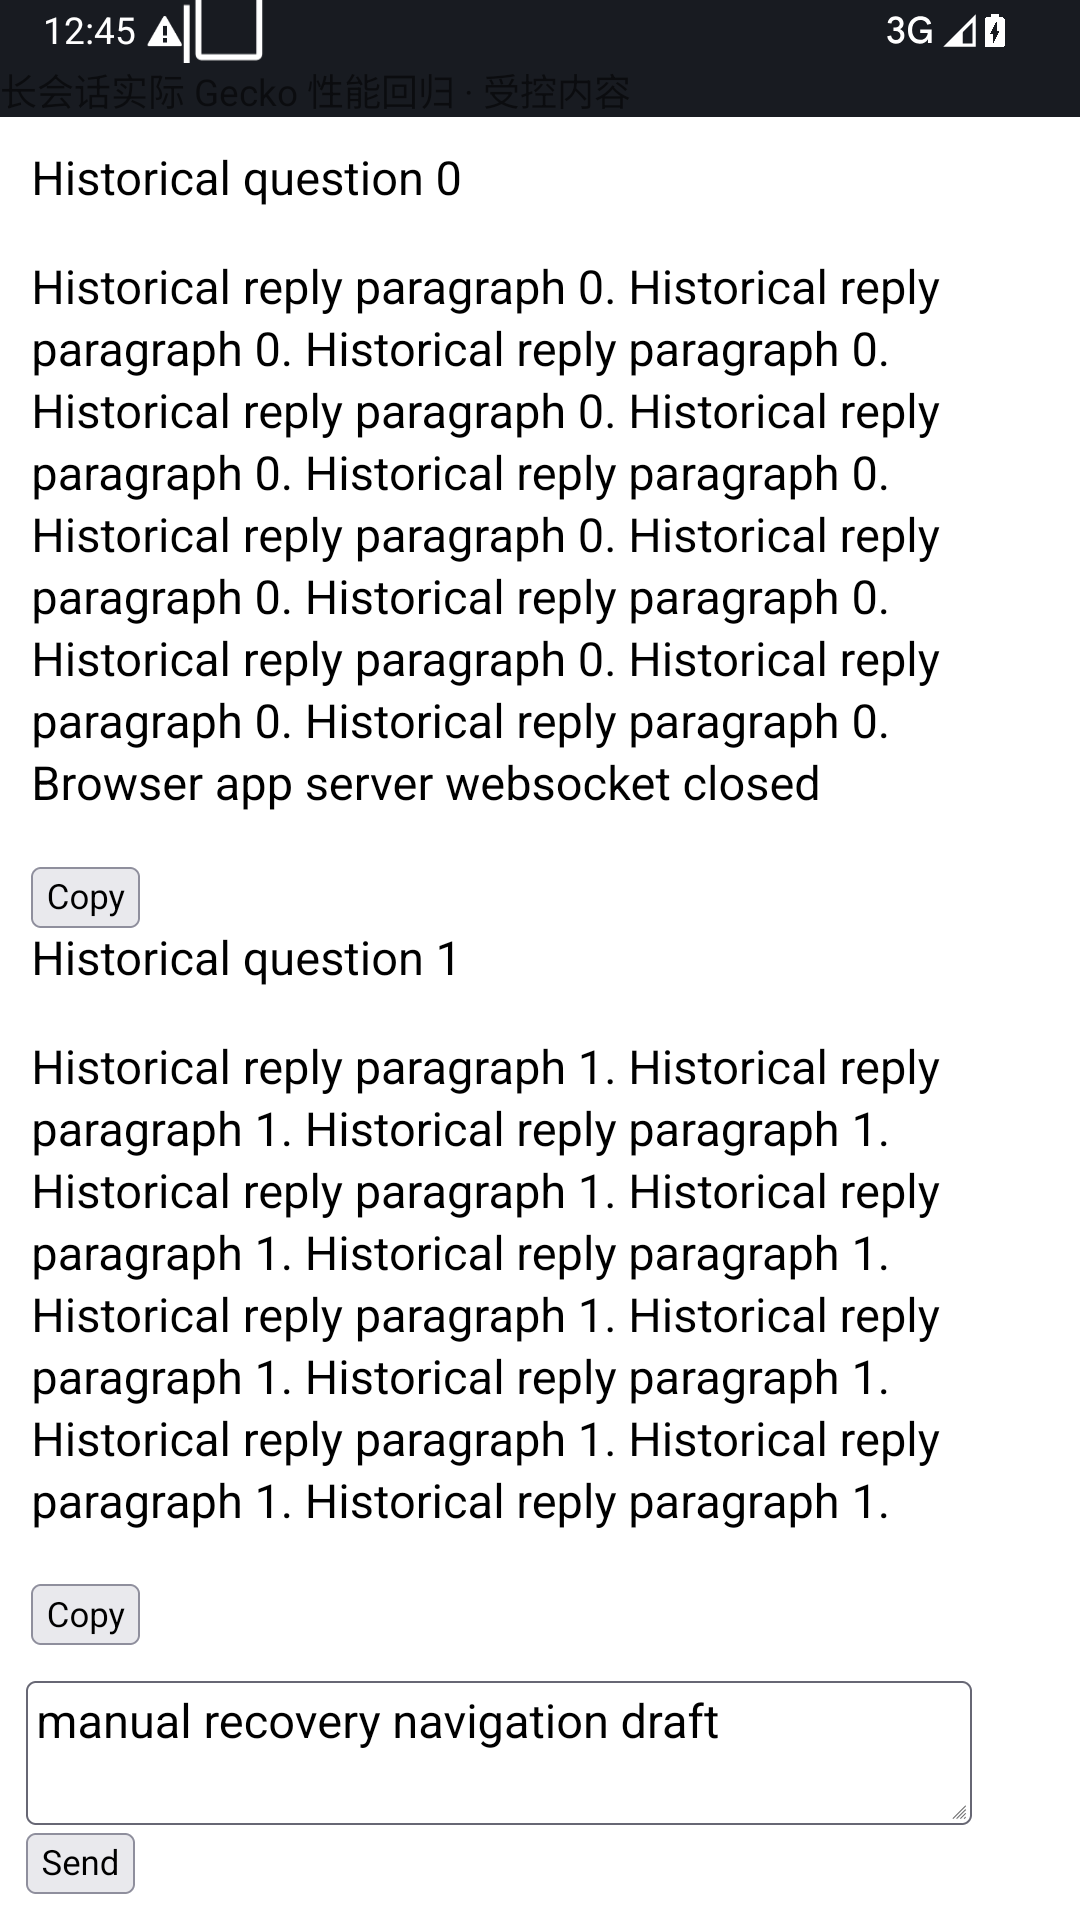 12:45
3G
长会话实际 Gecko 性能回归 · 受控内容
Historical question 0
Historical reply paragraph 0. Historical reply
paragraph 0. Historical reply paragraph 0.
Historical reply paragraph 0. Historical reply
paragraph 0. Historical reply paragraph 0.
Historical reply paragraph 0. Historical reply
paragraph 0. Historical reply paragraph 0.
Historical reply paragraph 0. Historical reply
paragraph 0. Historical reply paragraph 0.
Browser app server websocket closed
Copy
Historical question 1
Historical reply paragraph 1. Historical reply
paragraph 1. Historical reply paragraph 1.
Historical reply paragraph 1. Historical reply
paragraph 1. Historical reply paragraph 1.
Historical reply paragraph 1. Historical reply
paragraph 1. Historical reply paragraph 1.
Historical reply paragraph 1. Historical reply
paragraph 1. Historical reply paragraph 1.
Copy
manual recovery navigation draft
Send